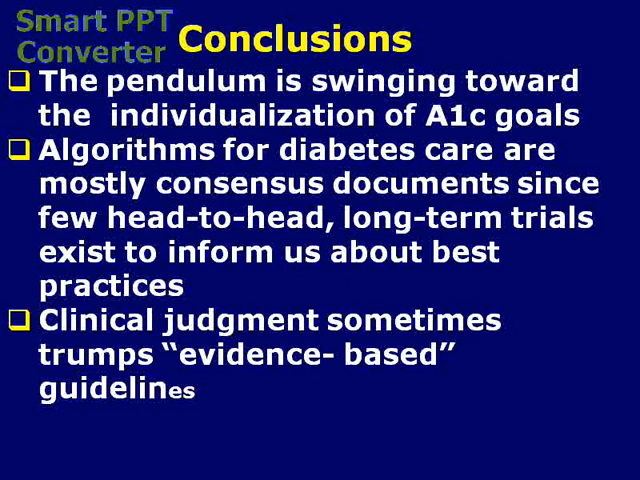 Smart PPT
Converter
Conclusions
The pendulum is swinging toward
the  individualization of A1c goals
Algorithms for diabetes care are
mostly consensus documents since
few head-to-head, long-term trials
exist to inform us about best
practices
Clinical judgment sometimes
trumps “evidence- based”
guidelines